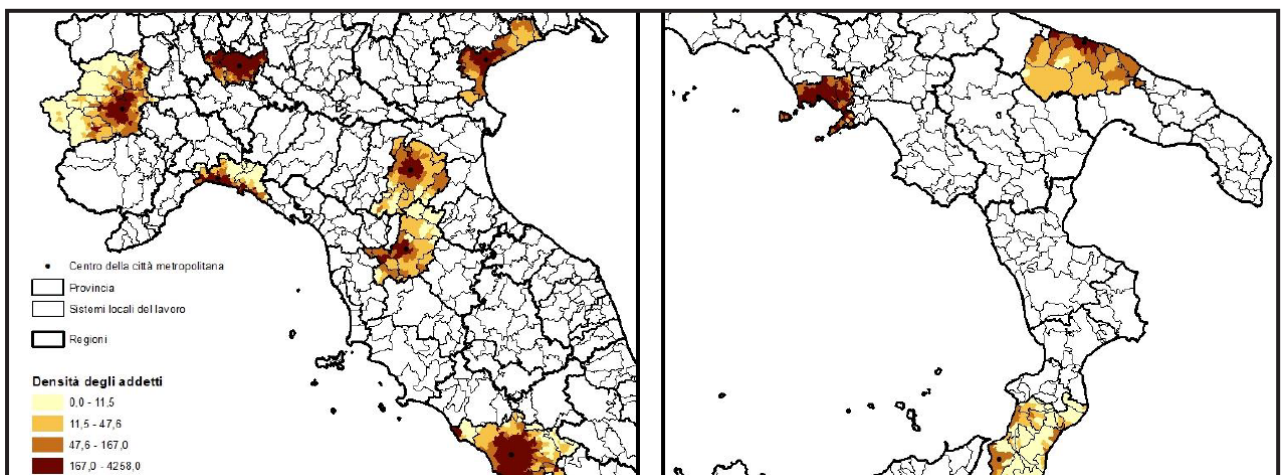 Centro della città metropolitana
Provincia
Sistemi locali del lavoro
Regioni
Densità degli addetti
0,0 - 11,5
11,5 - 47,6
47,6 - 167,0
167,0 - 4258,0